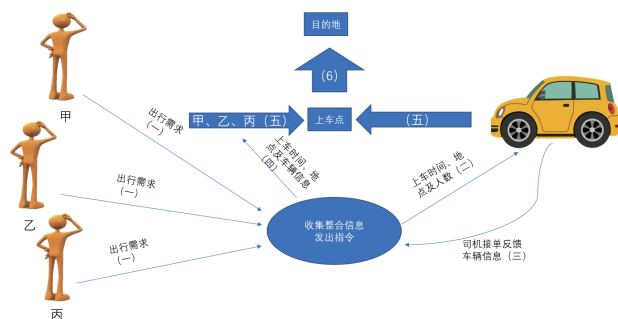 目的地
(6)
甲
出行需求
(一)
甲、乙、丙（五）
上车点
（五）
上车时间、地
点及车辆信息
(四)
上车时间、地
点及人数（二）
出行需求
(一)
乙
收集整合信息
发出指令
司机接单反馈
车辆信息（三）
出行需求
(一)
丙